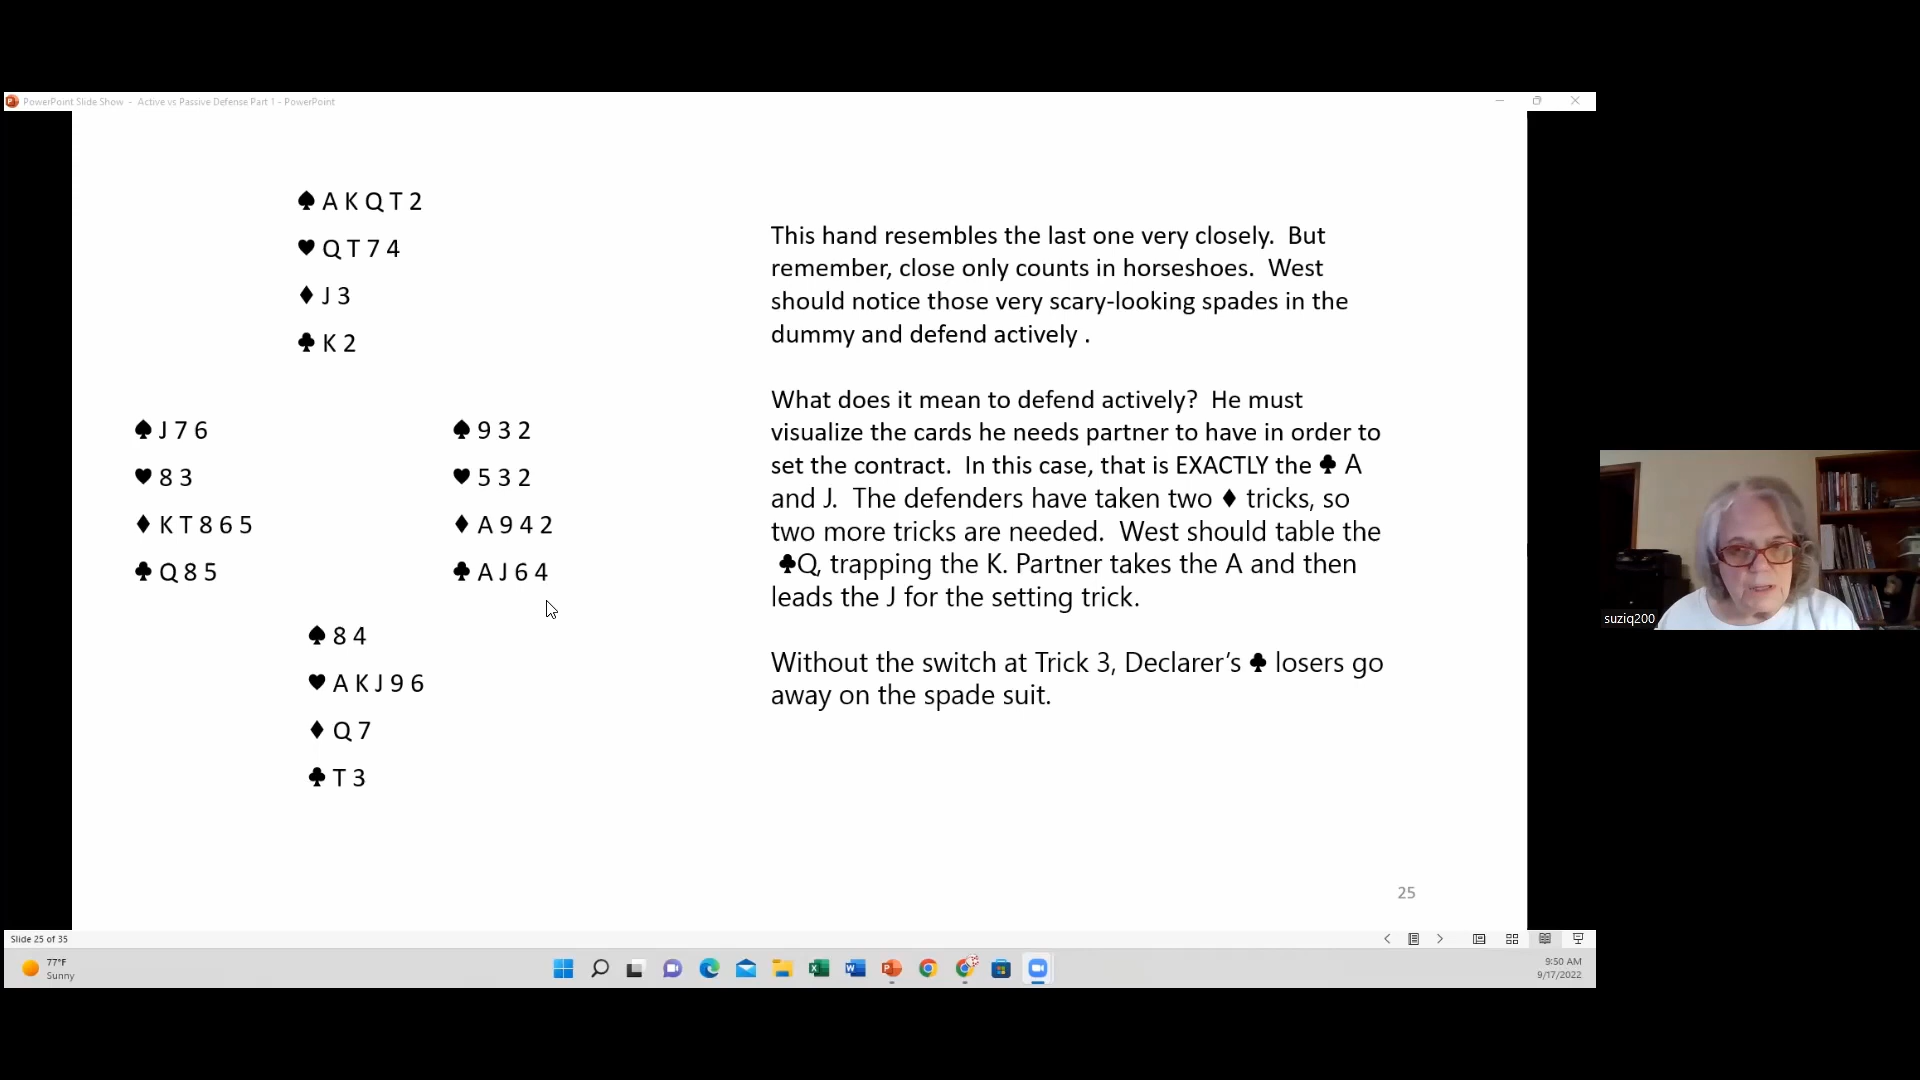 PowerPoint Slide Show - Active vs Passive Defense Part 1 - PowerPoint
♠ A K Q T 2
♥ Q T 7 4
♦ J 3
♣ K 2
♠ J 7 6
♥ 8 3
♦ K T 8 6 5
♣ Q 8 5
♠ 9 3 2
♥ 5 3 2
♦ A 9 4 2
♣ A J 6 4
♠ 8 4
♥ A K J 9 6
♦ Q 7
♣ T 3
This hand resembles the last one very closely. But
remember, close only counts in horseshoes. West
should notice those very scary-looking spades in the
dummy and defend actively .
What does it mean to defend actively? He must
visualize the cards he needs partner to have in order to
set the contract. In this case, that is EXACTLY the ♣ A
and J. The defenders have taken two ♦ tricks, so
two more tricks are needed. West should table the
♣Q, trapping the K. Partner takes the A and then
leads the J for the setting trick.
Without the switch at Trick 3, Declarer’s ♣ losers go
away on the spade suit.
25
suziq200
Slide 25 of 35
77°F
Sunny
9:50 AM
9/17/2022